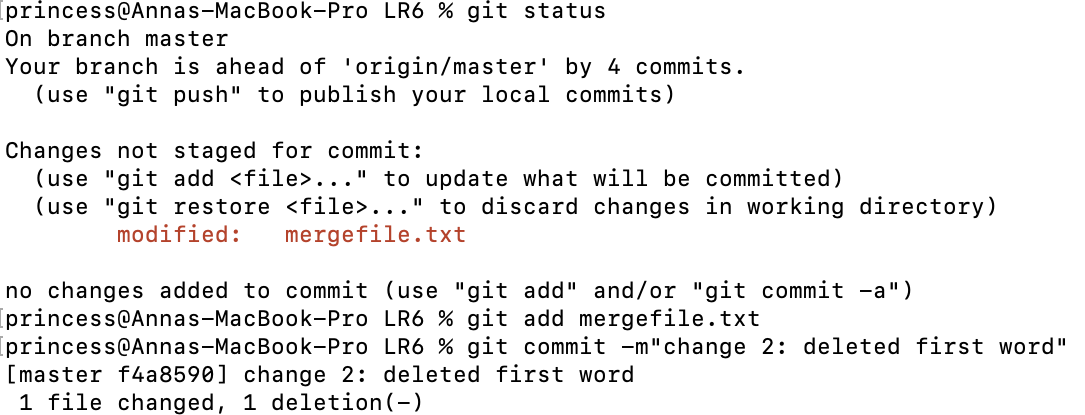 princess@Annas-MacBook-Pro LR6 % git status
On branch master
Your branch is ahead of 'origin/master' by 4 commits.
  (use "git push" to publish your local commits)

Changes not staged for commit:
  (use "git add <file>..." to update what will be committed)
  (use "git restore <file>..." to discard changes in working directory)
        modified:   mergefile.txt

no changes added to commit (use "git add" and/or "git commit -a")
princess@Annas-MacBook-Pro LR6 % git add mergefile.txt
princess@Annas-MacBook-Pro LR6 % git commit -m"change 2: deleted first word"
[master f4a8590] change 2: deleted first word
 1 file changed, 1 deletion(-)